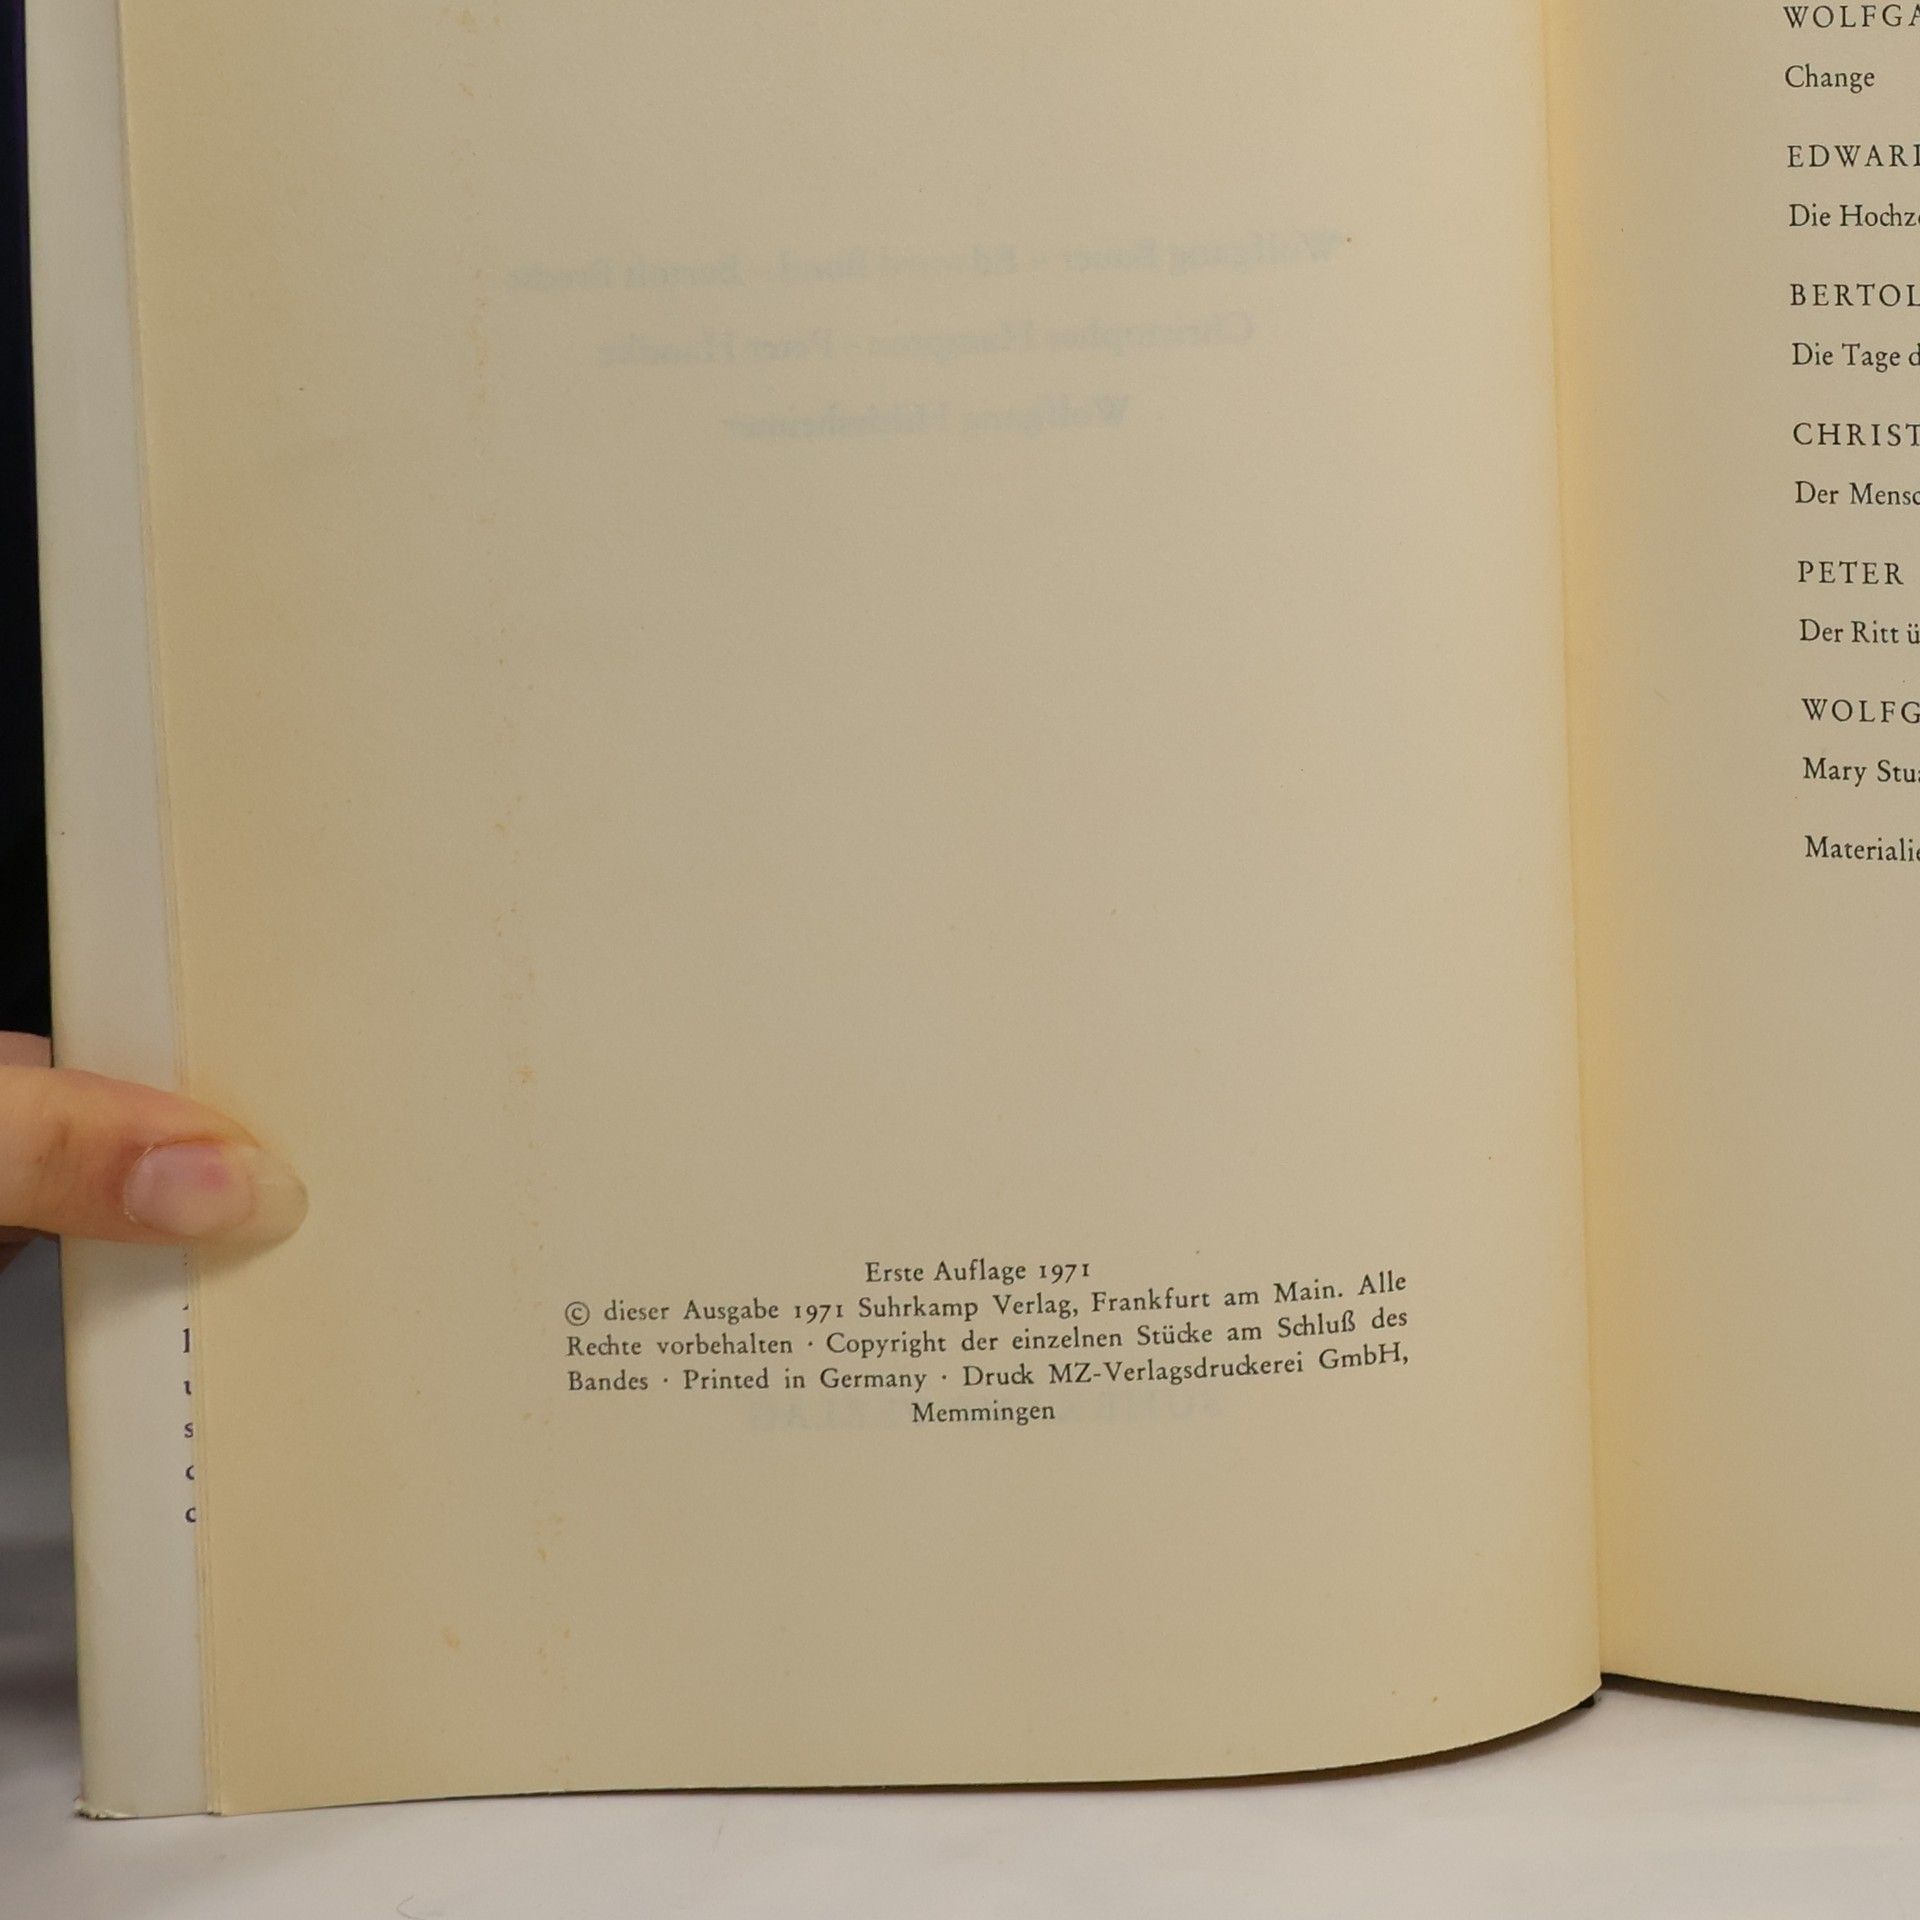 Erste Auflage 1971
© dieser Ausgabe 1971 Suhrkamp Verlag, Frankfurt am Main. Alle
Rechte vorbehalten · Copyright der einzelnen Stücke am Schluß des
Bandes · Printed in Germany · Druck MZ-Verlagsdruckerei GmbH,
Memmingen
WOLFGA
Change
EDWAR
Die Hochz
BERTOL
Die Tage d
CHRIST
Der Mensc
PETER
Der Ritt ü
WOLFG
Mary Stu
Materiali